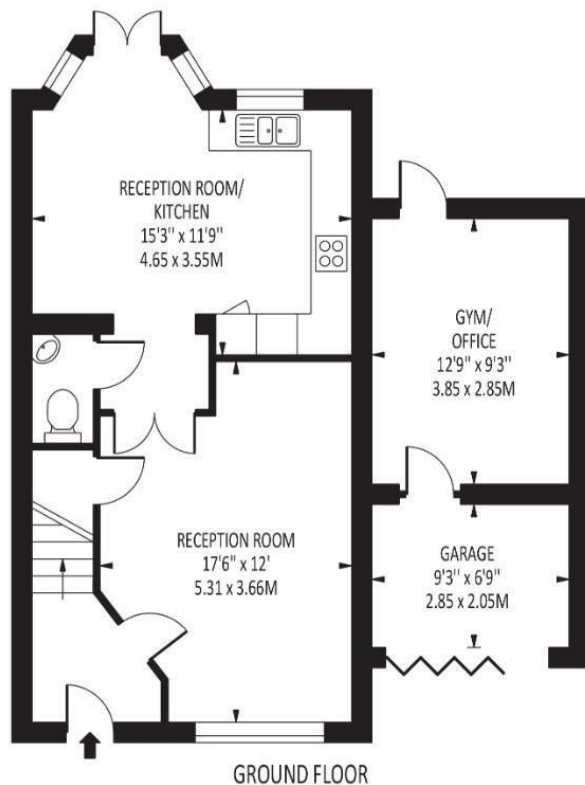 RECEPTION ROOM/
KITCHEN
15'3'' x 11'9''
4.65 x 3.55M
GYM/
OFFICE
12'9'' x 9'3''
3.85 x 2.85M
RECEPTION ROOM
17'6'' x 12'
5.31 x 3.66M
GARAGE
9'3'' x 6'9''
2.85 x 2.05M
GROUND FLOOR